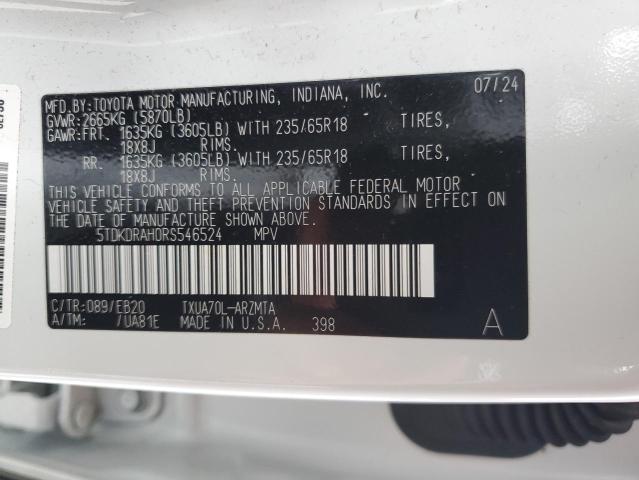 MFD.BY:TOYOTA MOTOR MANUFACTURING, INDIANA, INC. 07/24
GVWR:2665KG (5870LB)
GAWR:FRT. 1635KG (3605LB) WITH 235/65R18 TIRES,
18X8J RIMS.
RR. 1635KG (3605LB) WITH 235/65R18 TIRES,
18X8J RIMS.
THIS VEHICLE CONFORMS TO ALL APPLICABLE FEDERAL MOTOR
VEHICLE SAFETY AND THEFT PREVENTION STANDARDS IN EFFECT ON
THE DATE OF MANUFACTURE SHOWN ABOVE.
5TDKDRAH0RS546524 MPV
C/TR:089/EB20 TXUA70L-ARZMTA
A/TM: /UA81E MADE IN U.S.A. 398 A